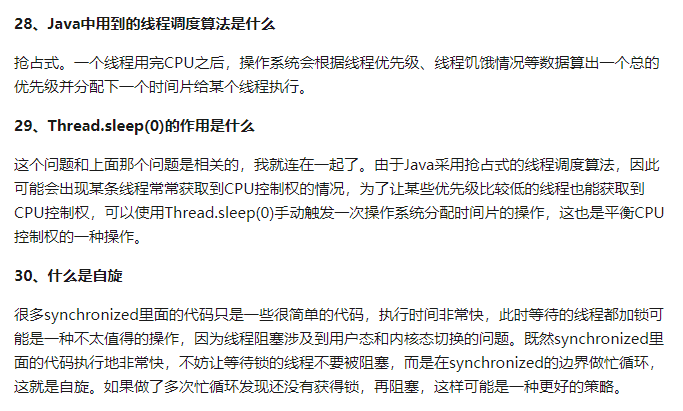 28、Java中用到的线程调度算法是什么
抢占式。一个线程用完CPU之后，操作系统会根据线程优先级、线程饥饿情况等数据算出一个总的
优先级并分配下一个时间片给某个线程执行。
29、Thread.sleep(0)的作用是什么
这个问题和上面那个问题是相关的，我就连在一起了。由于Java采用抢占式的线程调度算法，因此
可能会出现某条线程常常获取到CPU控制权的情况，为了让某些优先级比较低的线程也能获取到
CPU控制权，可以使用Thread.sleep(0)手动触发一次操作系统分配时间片的操作，这也是平衡CPU
控制权的一种操作。
30、什么是自旋
很多synchronized里面的代码只是一些很简单的代码，执行时间非常快，此时等待的线程都加锁可
能是一种不太值得的操作，因为线程阻塞涉及到用户态和内核态切换的问题。既然synchronized里
面的代码执行地非常快，不妨让等待锁的线程不要被阻塞，而是在synchronized的边界做忙循环，
这就是自旋。如果做了多次忙循环发现还没有获得锁，再阻塞，这样可能是一种更好的策略。